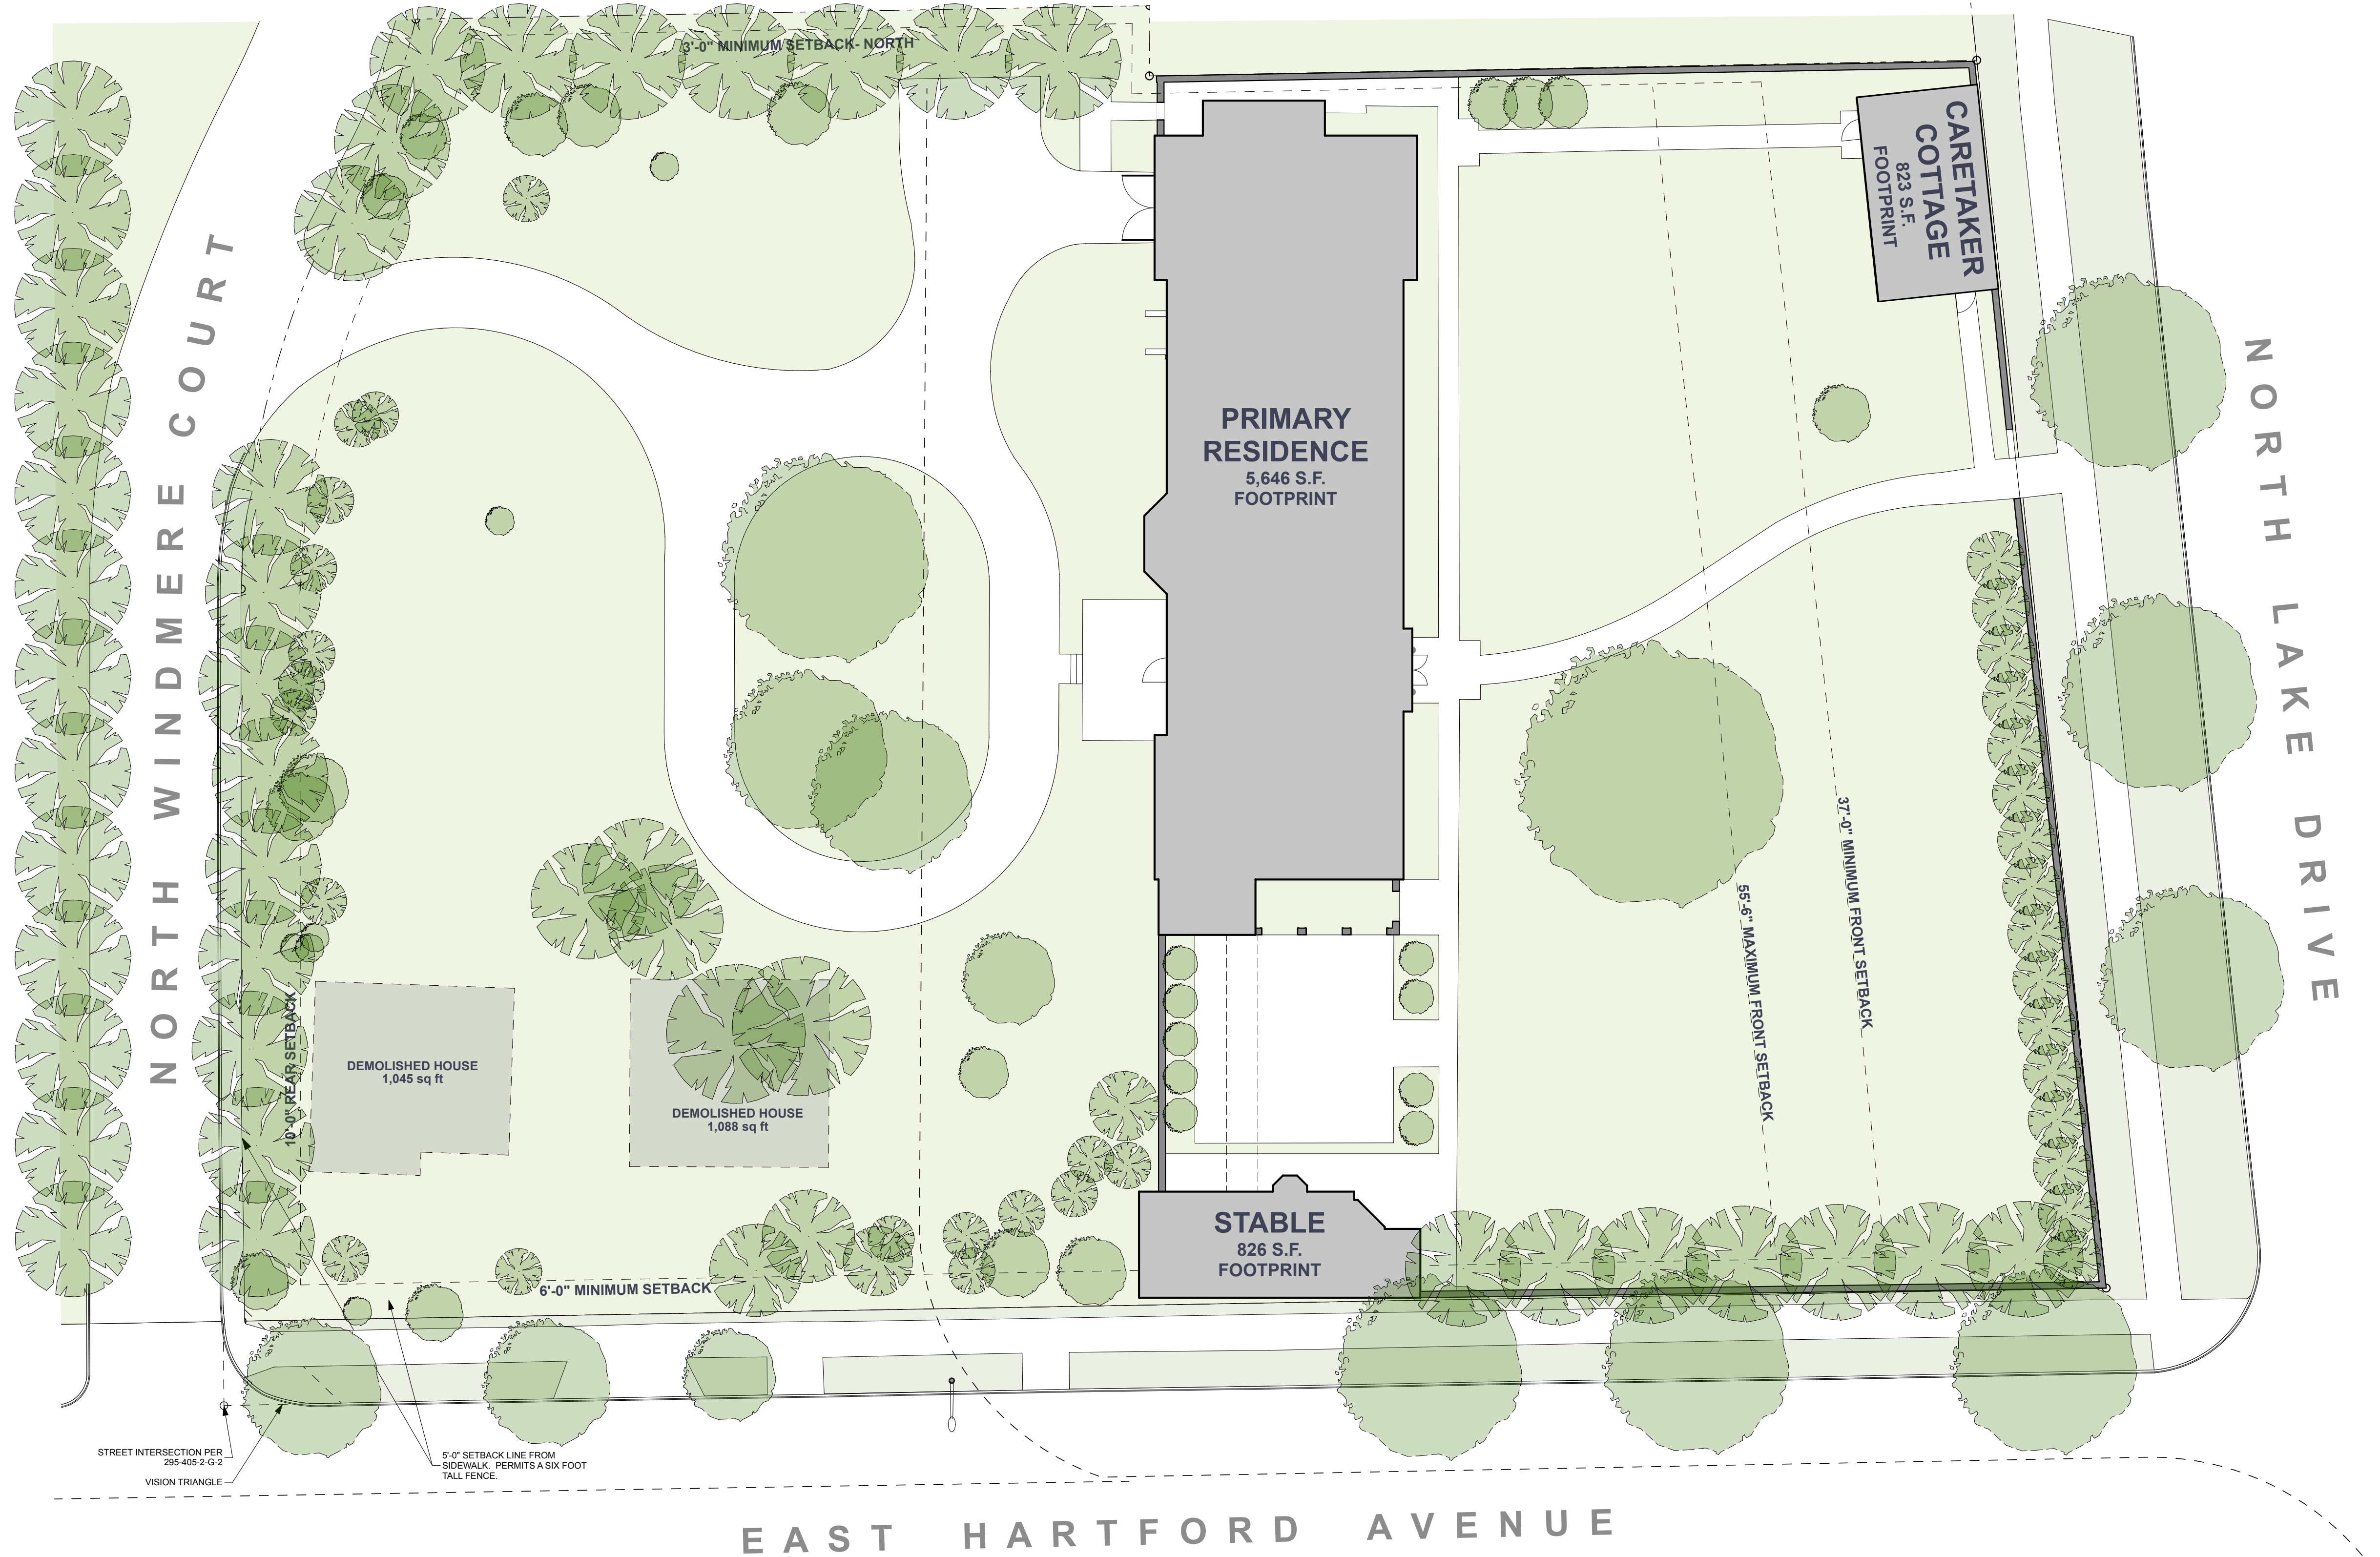 3'-0" MINIMUM SETBACK- NORTH
CARETAKER
COTTAGE
823 S.F.
FOOTPRINT
NORTH WINDMERE COURT
PRIMARY
RESIDENCE
5,646 S.F.
FOOTPRINT
NORTH LAKE DRIVE
37'-0" MINIMUM FRONT SETBACK
55'-6" MAXIMUM FRONT SETBACK
10'-0" REAR SETBACK
DEMOLISHED HOUSE
1,045 sq ft
DEMOLISHED HOUSE
1,088 sq ft
STABLE
826 S.F.
FOOTPRINT
6'-0" MINIMUM SETBACK
STREET INTERSECTION PER
295-405-2-G-2
VISION TRIANGLE
5'-0" SETBACK LINE FROM
SIDEWALK. PERMITS A SIX FOOT
TALL FENCE.
EAST HARTFORD AVENUE